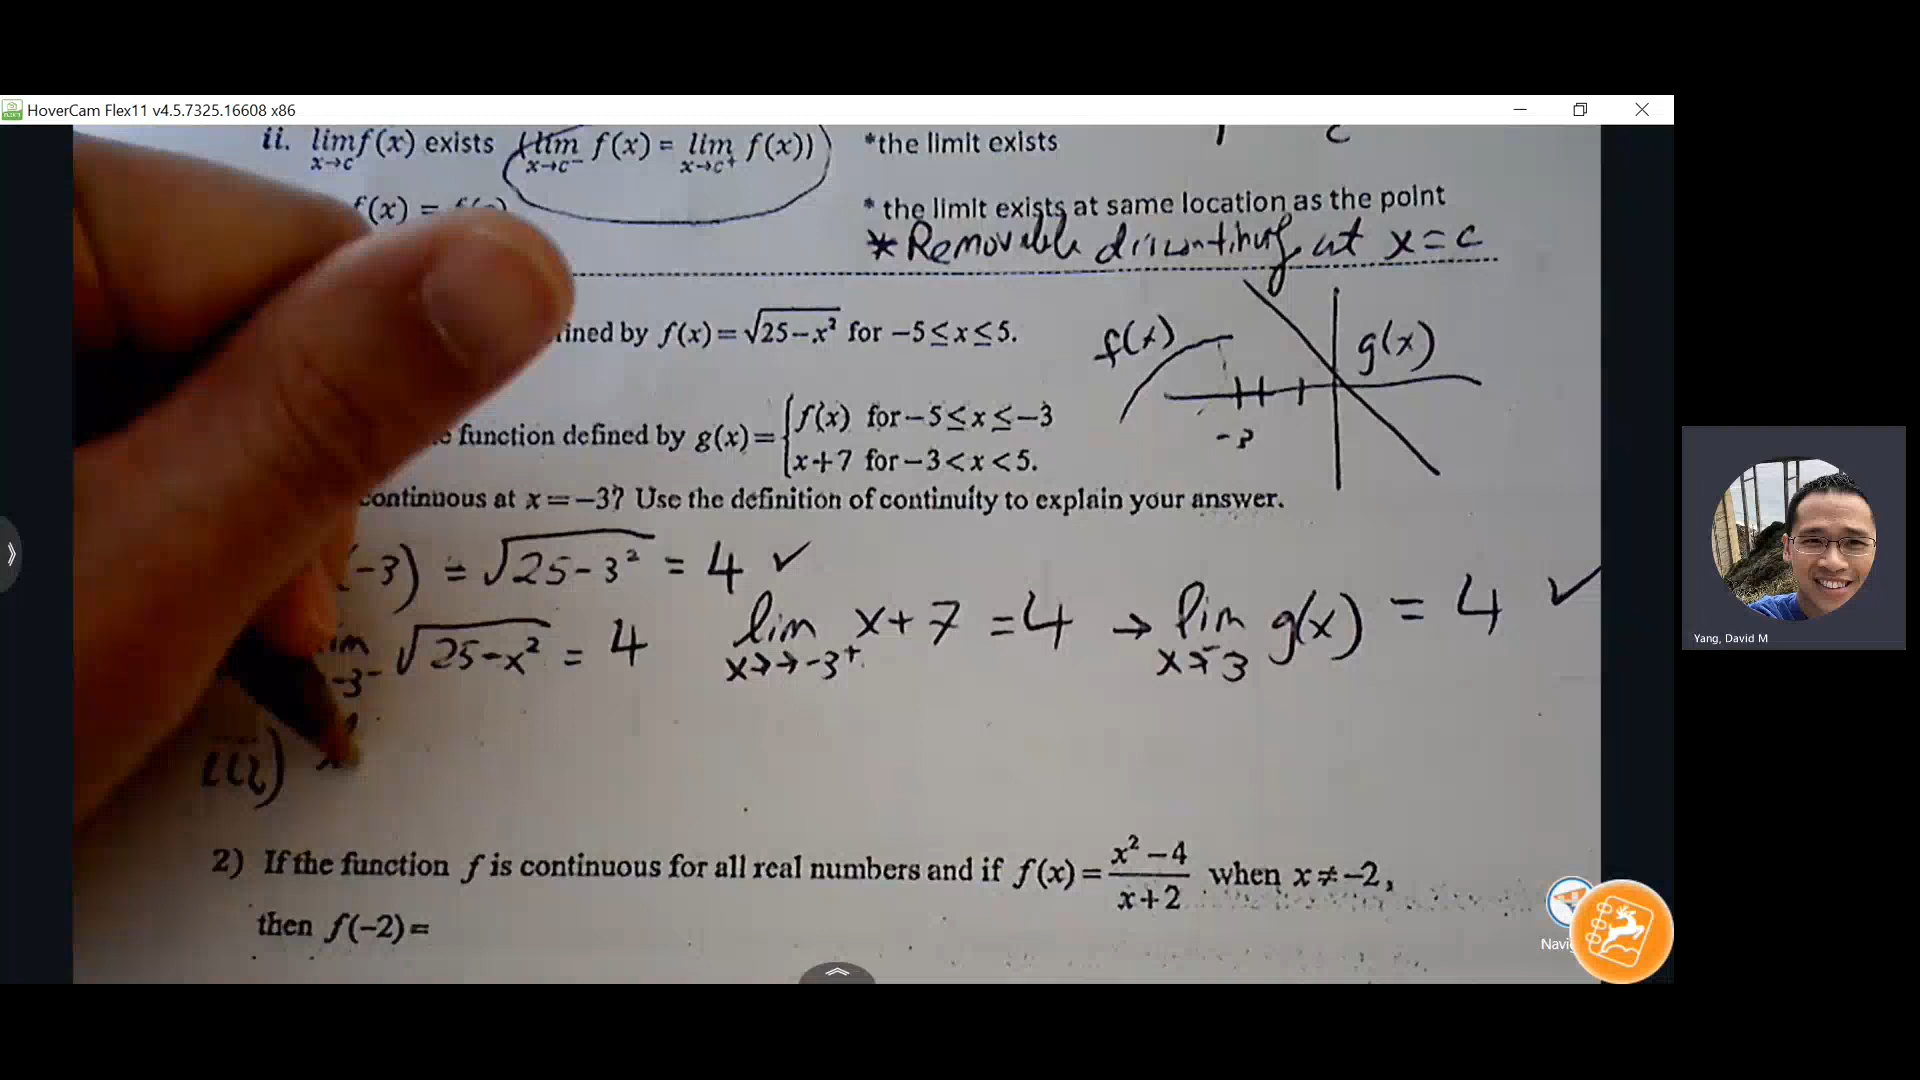 HoverCam Flex11 v4.5.7325.16608 x86
ii. lim f(x) exists (lim f(x) = lim f(x)) *the limit exists
x→c x→c⁻ x→c⁺
c
f(x) =
* the limit exists at same location as the point
* Removable discontinuity at x=c
ined by f(x)=√25-x² for -5≤x≤5.
f(x)
g(x)
-3
function defined by g(x)= { f(x) for -5≤x≤-3
x+7 for -3<x<5.
continuous at x=-3? Use the definition of continuity to explain your answer.
(-3) = √25-3² = 4 ✓
im √25-x² = 4 lim x+7 = 4 → lim g(x) = 4 ✓
-3⁻ x→-3⁺ x→-3
iii)
2) If the function f is continuous for all real numbers and if f(x)= x²-4 / x+2 when x≠-2,
then f(-2)=
Navi
Yang, David M